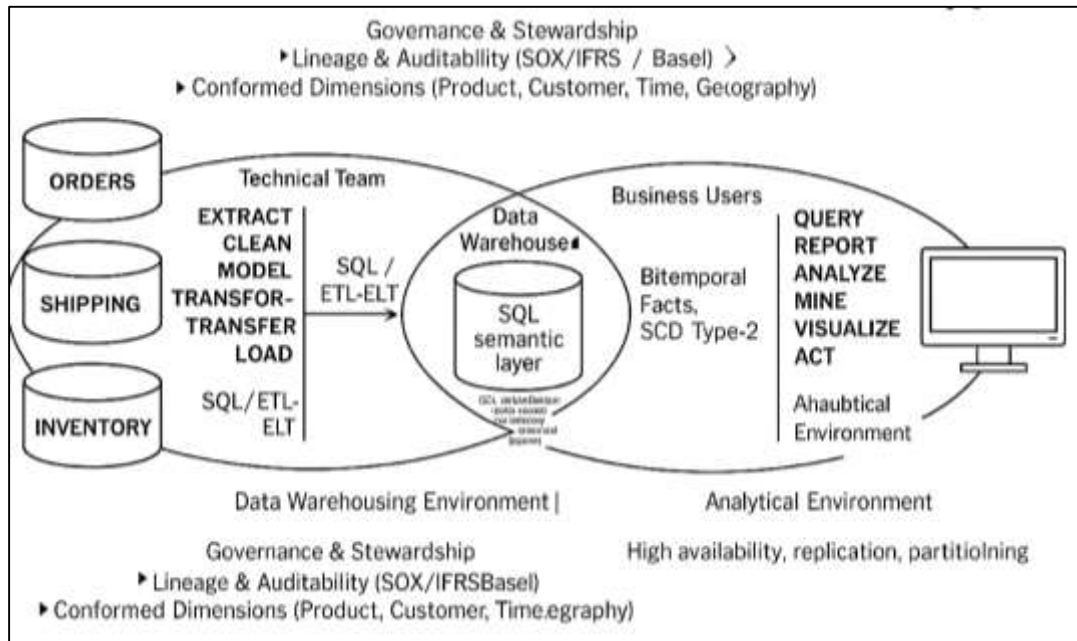 Governance & Stewardship
▸ Lineage & Auditability (SOX/IFRS / Basel) >
▸ Conformed Dimensions (Product, Customer, Time, Geography)
ORDERS
SHIPPING
INVENTORY
Technical Team
EXTRACT
CLEAN
MODEL
TRANSFOR-
TRANSFER
LOAD
SQL/ETL-
ELT
SQL /
ETL-ELT
Data
Warehouse
SQL
semantic
layer
Business Users
Bitemporal
Facts,
SCD Type-2
QUERY
REPORT
ANALYZE
MINE
VISUALIZE
ACT
Ahaubtical
Environment
Data Warehousing Environment |
Analytical Environment
Governance & Stewardship
▸ Lineage & Auditability (SOX/IFRSBasel)
▸ Conformed Dimensions (Product, Customer, Time.egraphy)
High availability, replication, partitiolning